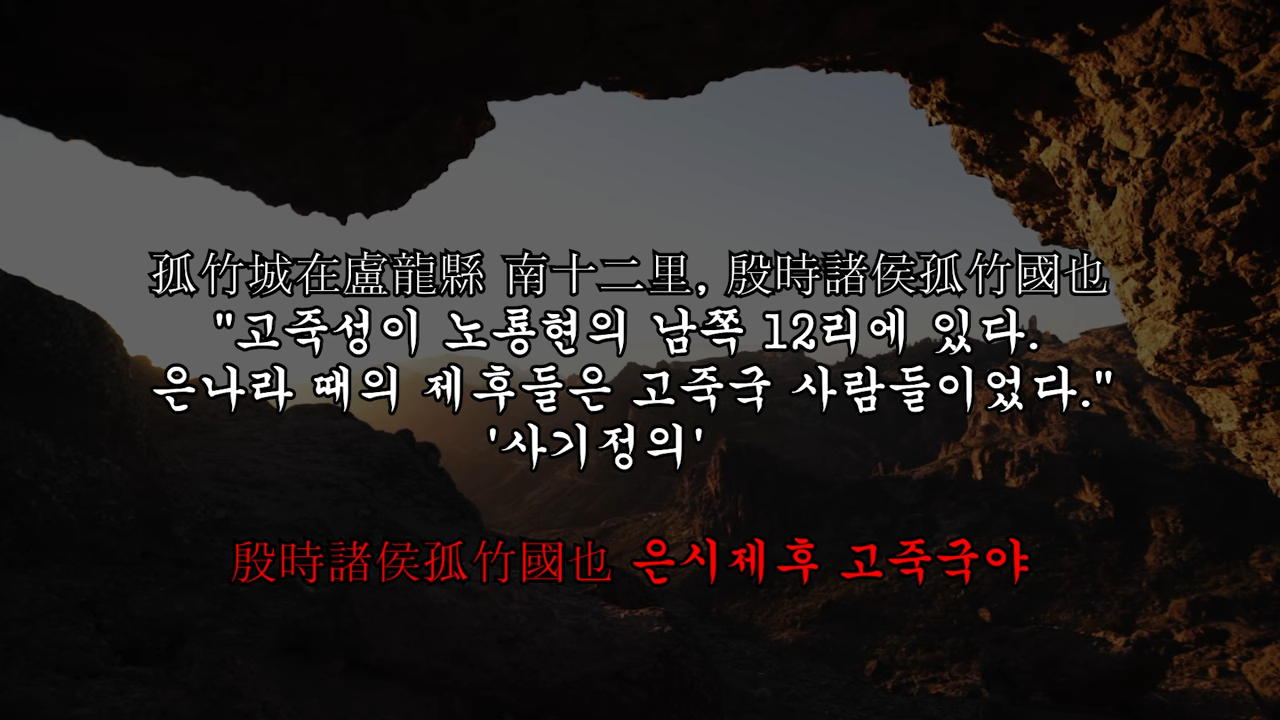 孤竹城在盧龍縣 南十二里, 殷時諸侯孤竹國也
"고죽성이 노룡현의 남쪽 12리에 있다.
은나라 때의 제후들은 고죽국 사람들이었다."
'사기정의'
殷時諸侯孤竹國也 은시제후 고죽국야